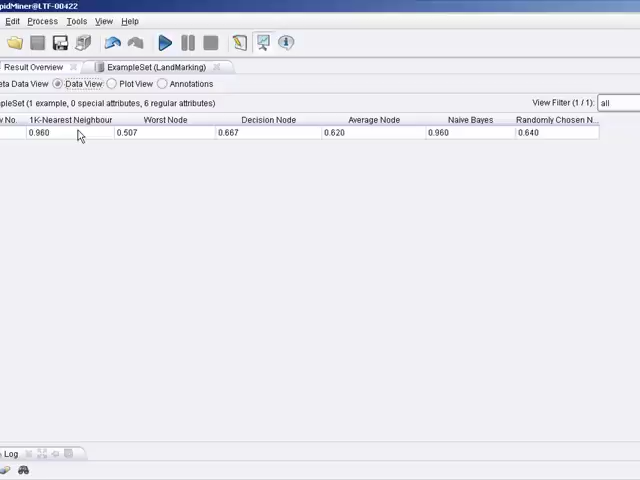 pidMiner@LTF-00422
Edit Process Tools View Help
Result Overview ExampleSet (LandMarking)
eta Data View Data View Plot View Annotations
pleSet (1 example, 0 special attributes, 6 regular attributes) View Filter (1 / 1): all
w No. 1K-Nearest Neighbour Worst Node Decision Node Average Node Naive Bayes Randomly Chosen N...
0.960 0.507 0.667 0.620 0.960 0.640
Log